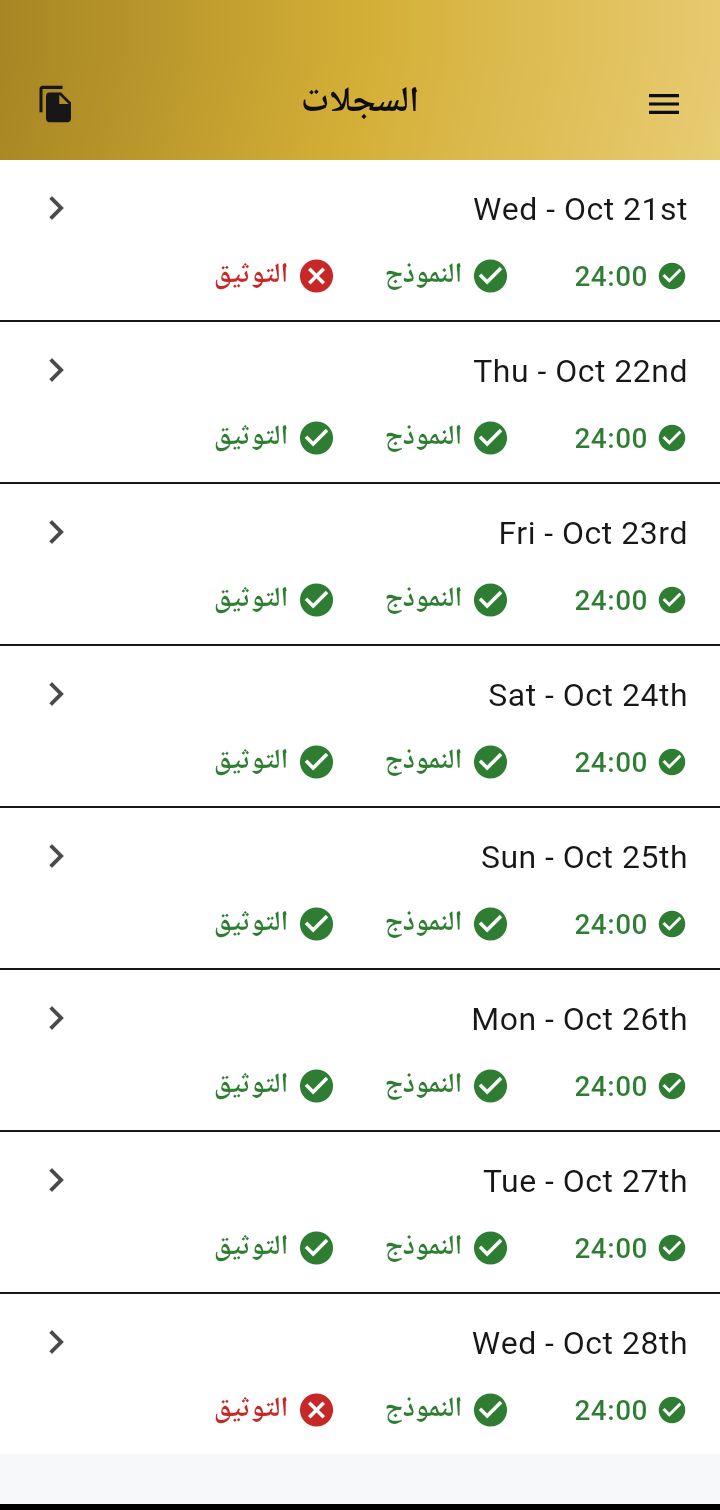 السجلات
Wed - Oct 21st
24:00 النموذج التوثيق
Thu - Oct 22nd
24:00 النموذج التوثيق
Fri - Oct 23rd
24:00 النموذج التوثيق
Sat - Oct 24th
24:00 النموذج التوثيق
Sun - Oct 25th
24:00 النموذج التوثيق
Mon - Oct 26th
24:00 النموذج التوثيق
Tue - Oct 27th
24:00 النموذج التوثيق
Wed - Oct 28th
24:00 النموذج التوثيق